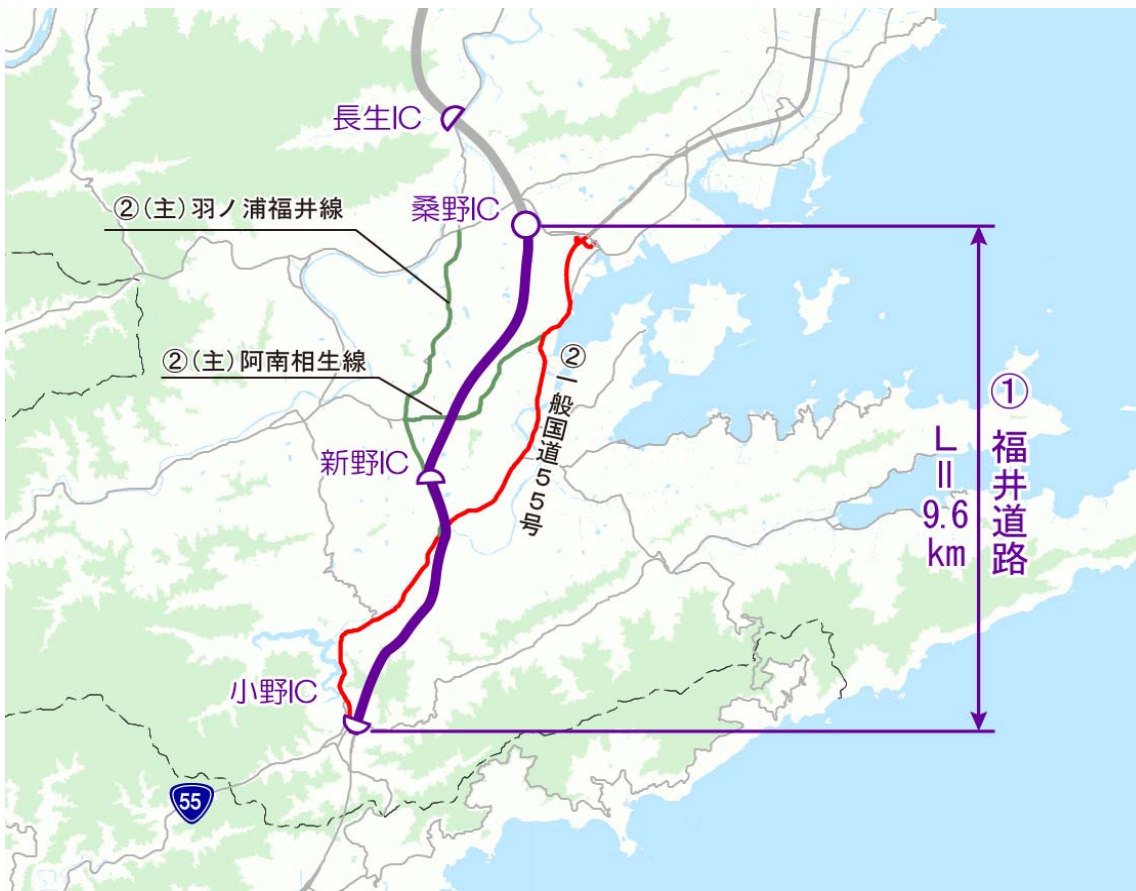 長生IC
②(主)羽ノ浦福井線
桑野IC
②(主)阿南相生線
②一般国道55号
新野IC
①福井道路
L=9.6km
小野IC
55